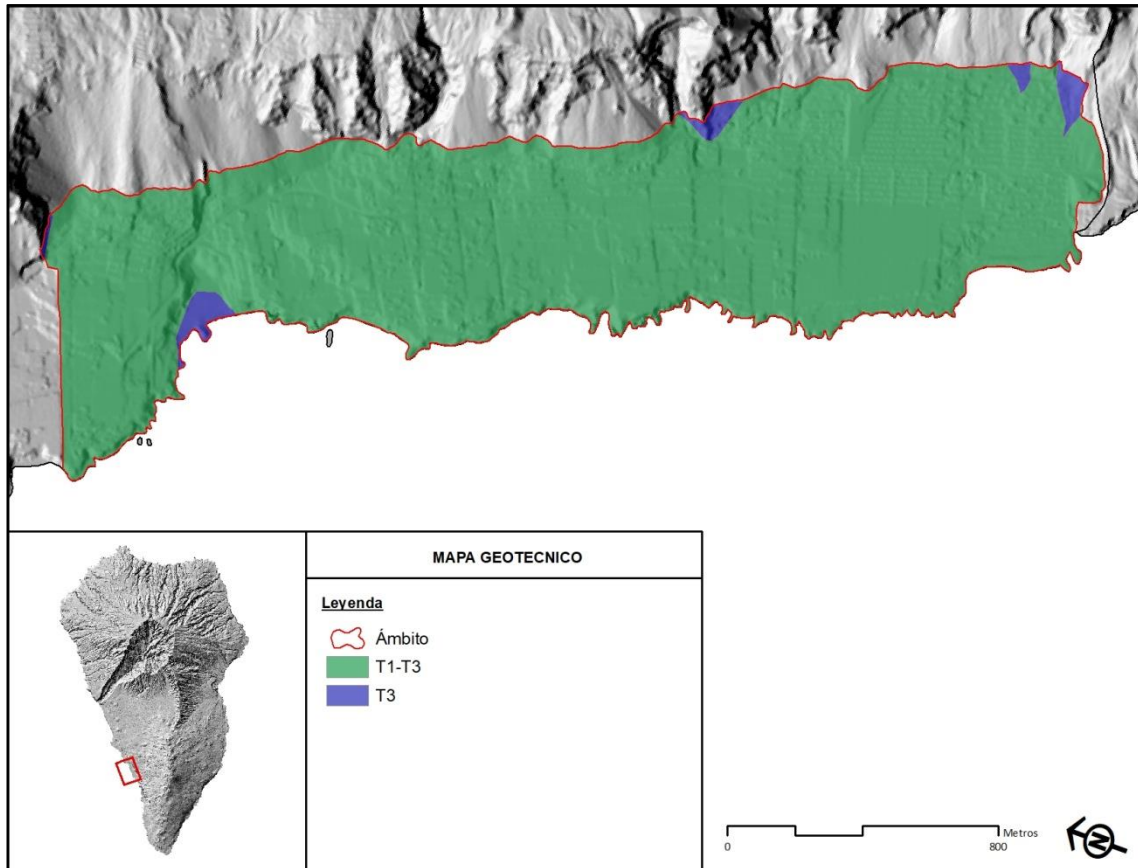 MAPA GEOTECNICO
Leyenda
Ámbito
T1-T3
T3
Metros
0
800
N